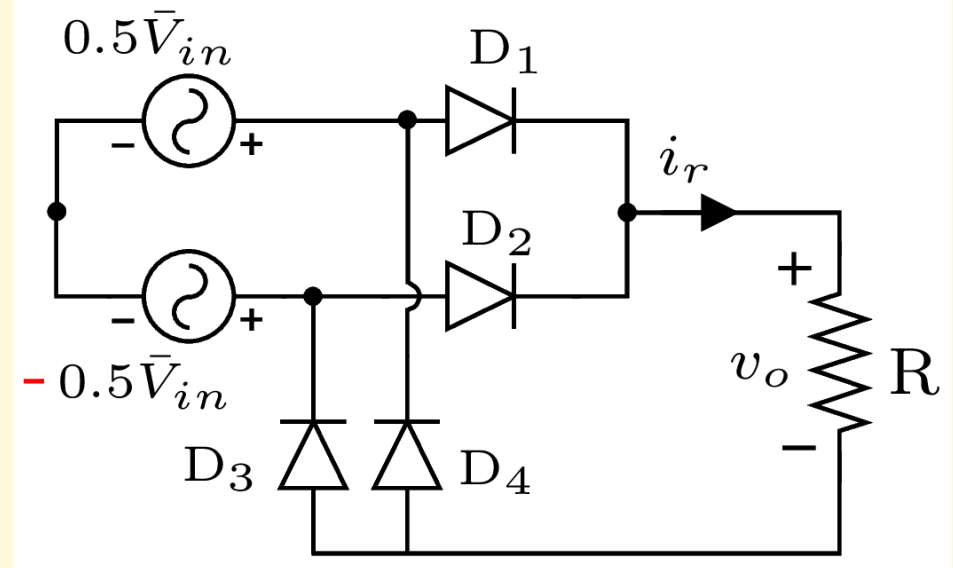 0.5V̄in
D1
− +
ir
D2
+
− +
- 0.5V̄in
vo
R
D3
D4
−